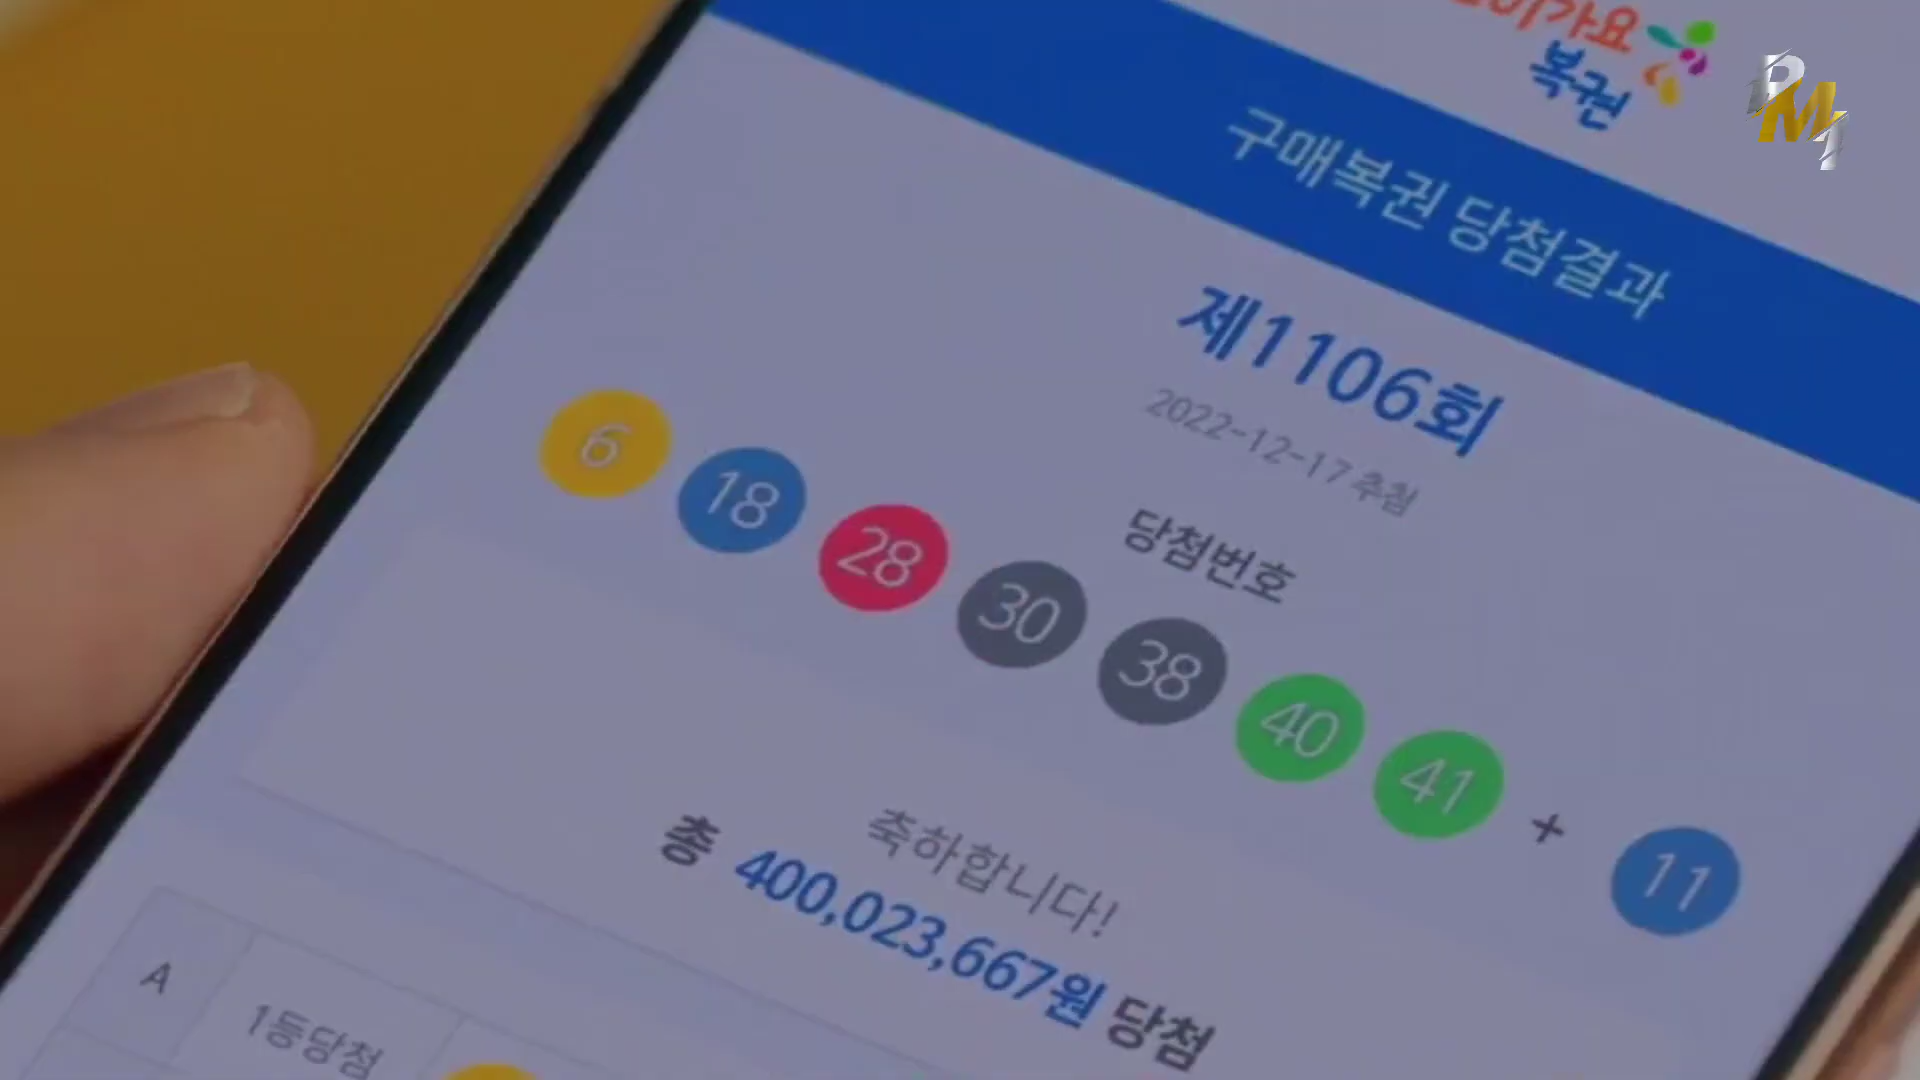 복권
PM1
구매복권 당첨결과
제1106회
2022-12-17 추첨
당첨번호
6 18 28 30 38 40 41 + 11
축하합니다!
총 400,023,667원 당첨
A 1등당첨